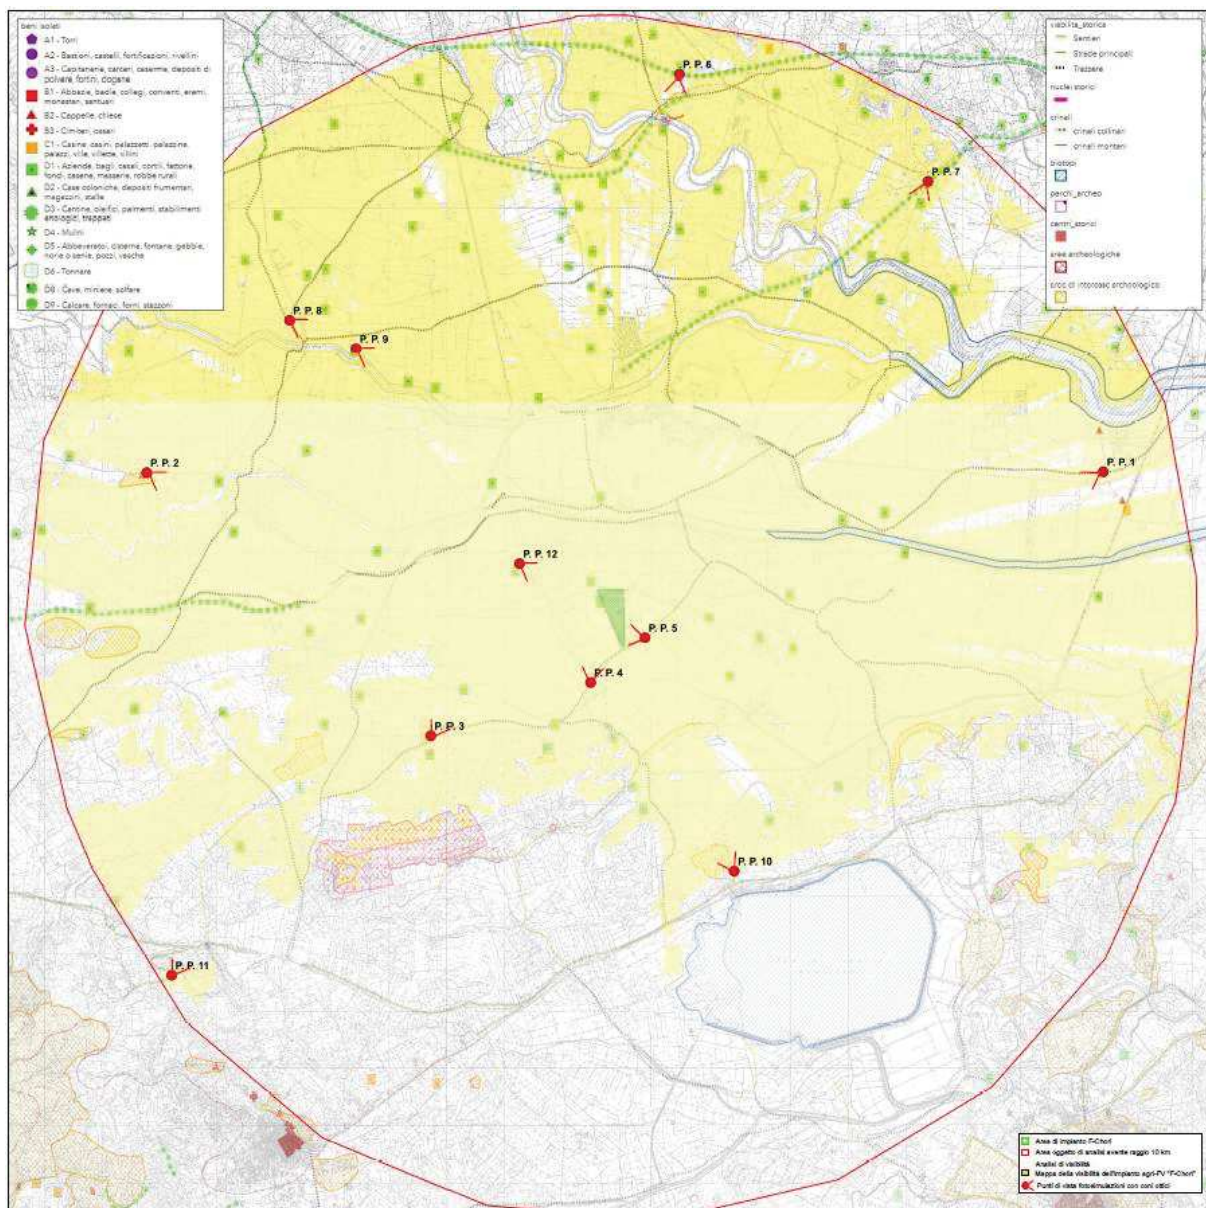 beni isolati
A1 - Torri
A2 - Bastioni, castelli, fortificazioni, rivellini
A3 - Capitanerie, carceri, caserme, depositi di
polvere, fortini, dogane
B1 - Abbazie, badie, collegi, conventi, eremi,
monasteri, santuari
B2 - Cappelle, chiese
B3 - Cimiteri, ossari
C1 - Casine, casini, palazzetti, palazzine,
palazzi, ville, villette, villini
D1 - Aziende, bagli, casali, cortili, fattorie,
fondi, casene, masserie, robbe rurali
D2 - Case coloniche, depositi frumentari,
magazzini, stalle
D3 - Cantine, oleifici, palmenti, stabilimenti
enologici, trappeti
D4 - Mulini
D5 - Abbeveratoi, cisterne, fontane, gebbie,
norie o senie, pozzi, vasche
D6 - Tonnare
D8 - Cave, miniere, solfare
D9 - Calcare, fornaci, forni, stazzoni
viabilita_storica
Sentieri
Strade principali
Trazzere
nuclei storici
crinali
crinali collinari
crinali montani
biotopi
parchi_archeo
centri_storici
aree archeologiche
aree di interesse archeologico
P. P. 6
P. P. 7
P. P. 8
P. P. 9
P. P. 2
P. P. 1
P. P. 12
P. P. 5
P. P. 4
P. P. 3
P. P. 10
P. P. 11
Area di impianto F-Chori
Area oggetto di analisi avente raggio 10 km
Analisi di visibilità
Mappa della visibilità dell'impianto agri-FV "F-Chori"
Punti di vista fotosimulazioni con coni ottici